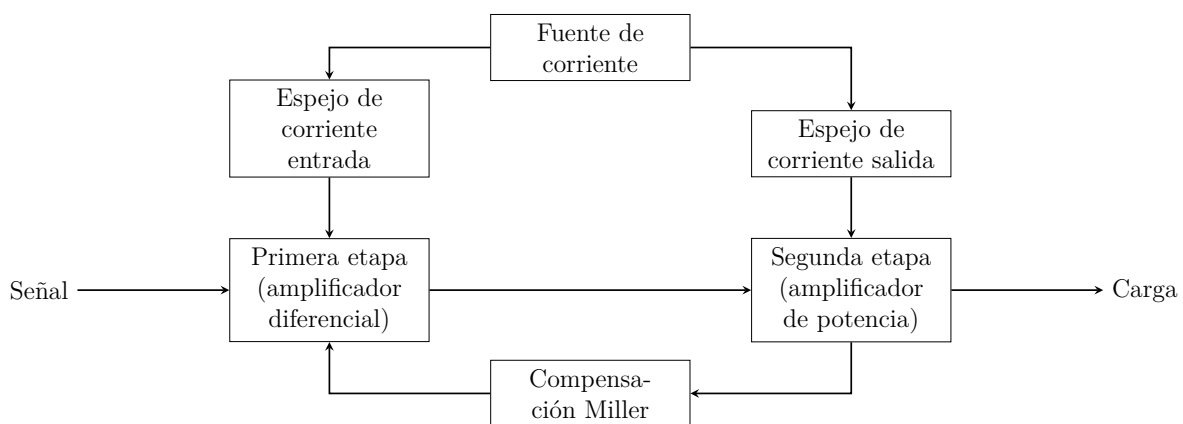 Fuente de
corriente
Espejo de
corriente
entrada
Espejo de
corriente salida
Señal
Primera etapa
(amplificador
diferencial)
Segunda etapa
(amplificador
de potencia)
Carga
Compensa-
ción Miller